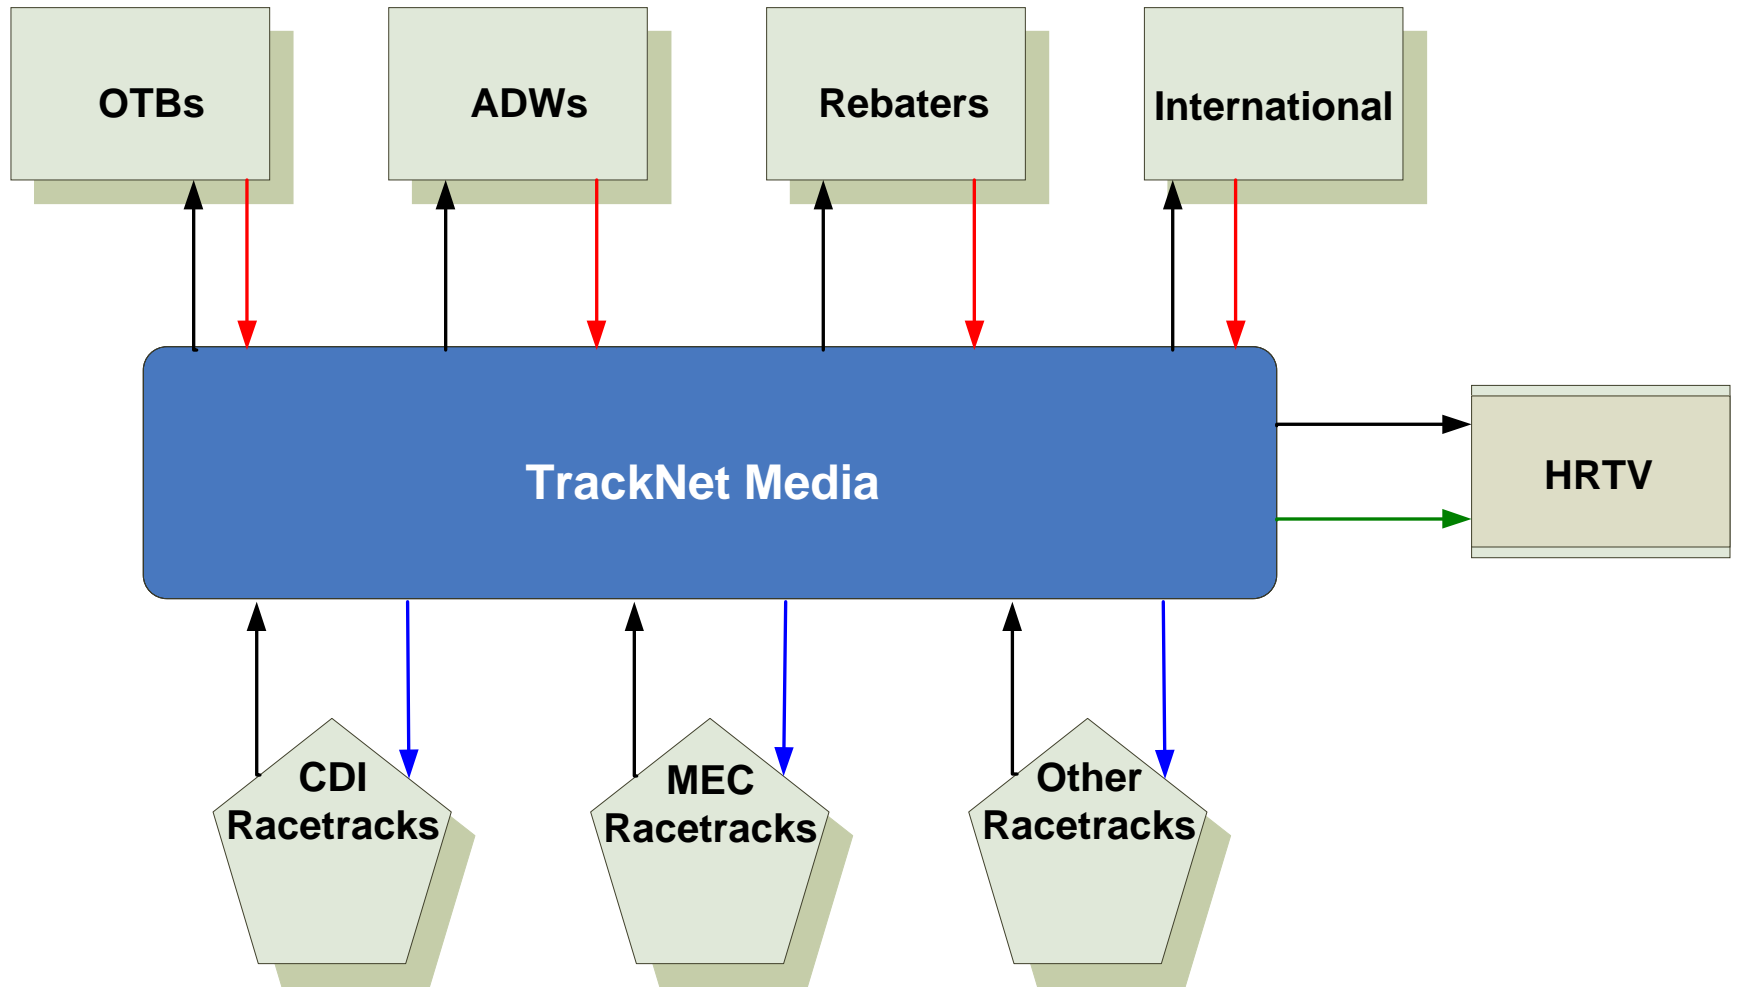 OTBs
ADWs
Rebaters
International
TrackNet Media
HRTV
CDI
Racetracks
MEC
Racetracks
Other
Racetracks